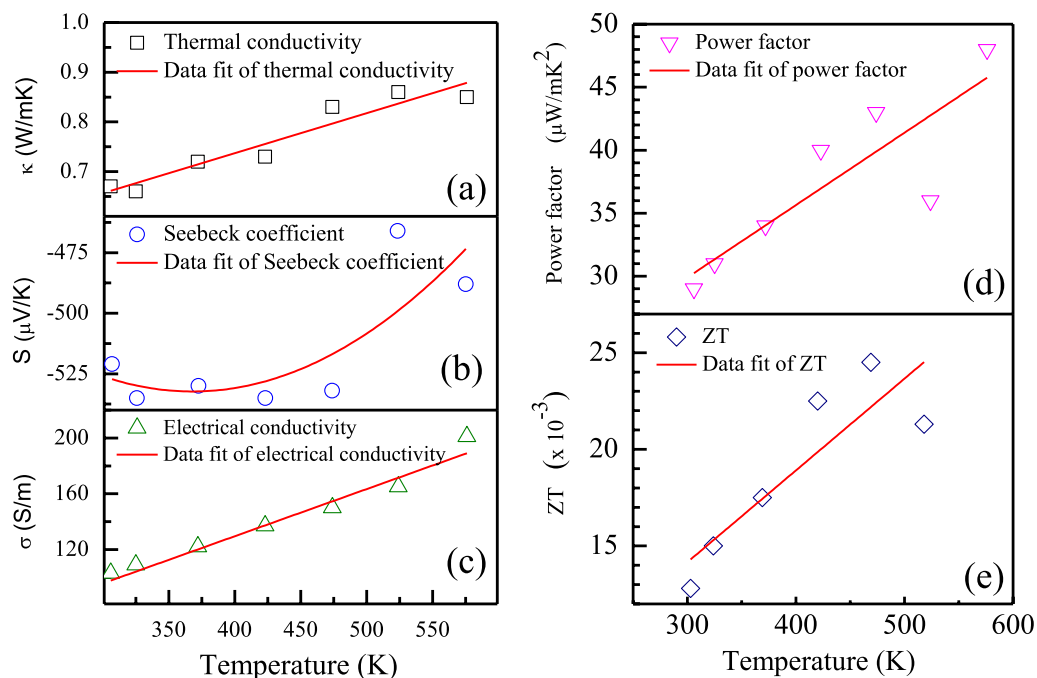 1.0
0.9
0.8
0.7
κ (W/mK)
Thermal conductivity
Data fit of thermal conductivity
(a)
-475
-500
-525
S (μV/K)
Seebeck coefficient
Data fit of Seebeck coefficient
(b)
200
160
120
σ (S/m)
Electrical conductivity
Data fit of electrical conductivity
(c)
350 400 450 500 550
Temperature (K)
50
45
40
35
30
Power factor (μW/mK²)
Power factor
Data fit of power factor
(d)
25
20
15
ZT (x 10⁻³)
ZT
Data fit of ZT
(e)
300 400 500 600
Temperature (K)